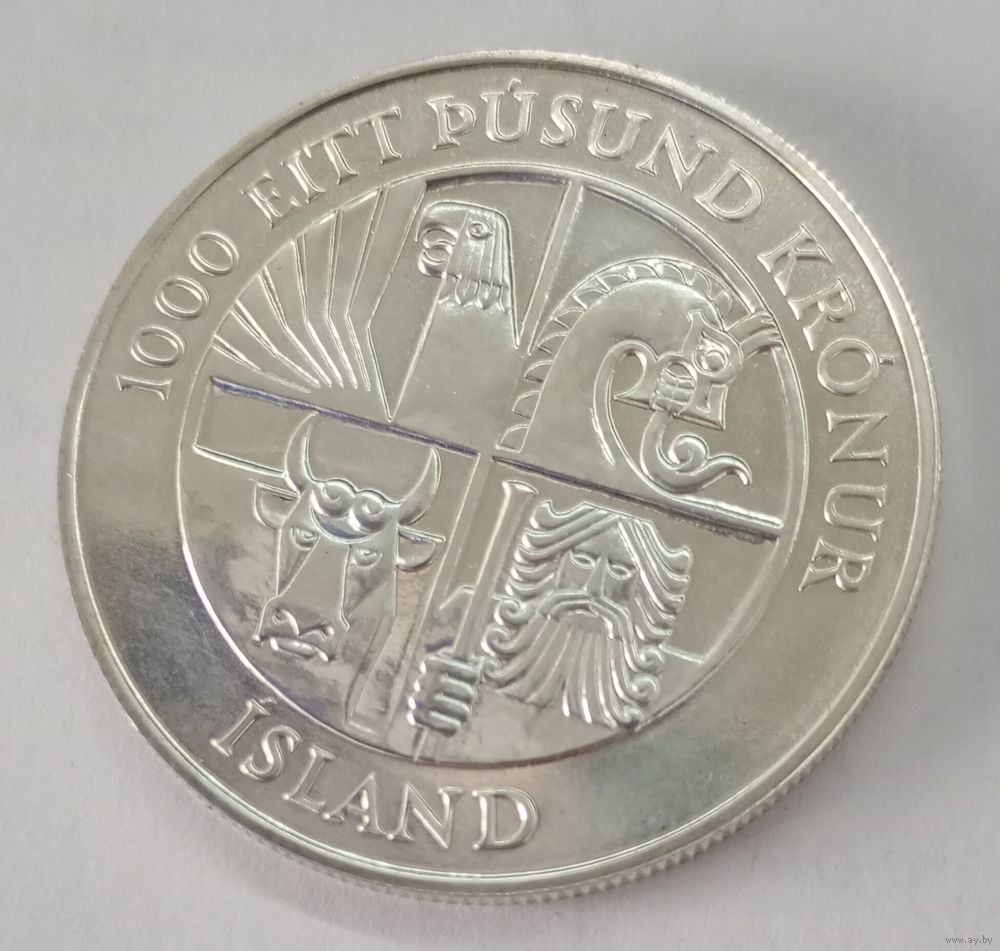 1000 EITT ÞÚSUND KRÓNUR
ÍSLAND
www.ay.by